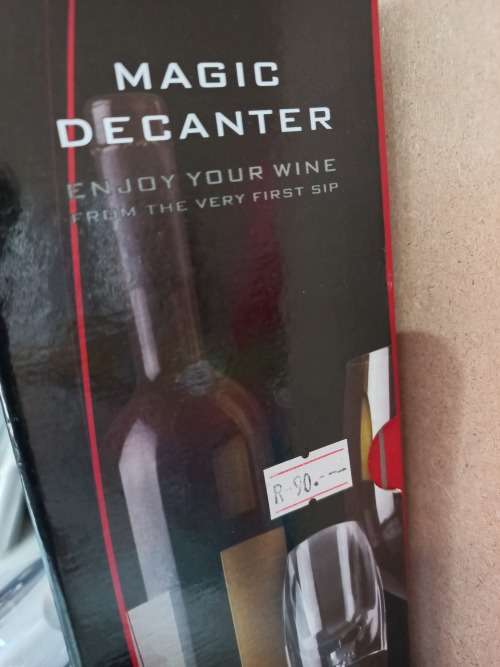 MAGIC
DECANTER
ENJOY YOUR WINE
FROM THE VERY FIRST SIP
R 90.-